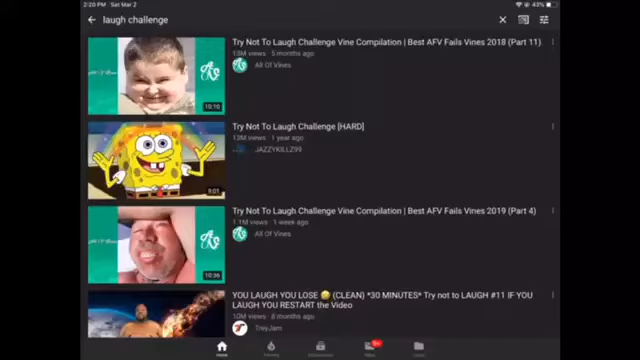 2:20 PM Sat Mar 2
43%
laugh challenge
Try Not To Laugh Challenge Vine Compilation | Best AFV Fails Vines 2018 (Part 11)
5 months ago
All Of Vines
10:10
Try Not To Laugh Challenge [HARD]
13M views · 1 year ago
JAZZYKILLZ99
9:01
Try Not To Laugh Challenge Vine Compilation | Best AFV Fails Vines 2019 (Part 4)
1.1M views · 1 week ago
All Of Vines
10:36
YOU LAUGH YOU LOSE 🤣 (CLEAN) *30 MINUTES* Try not to LAUGH #11 IF YOU
LAUGH YOU RESTART the Video
10M views · 8 months ago
TreyJam
Home